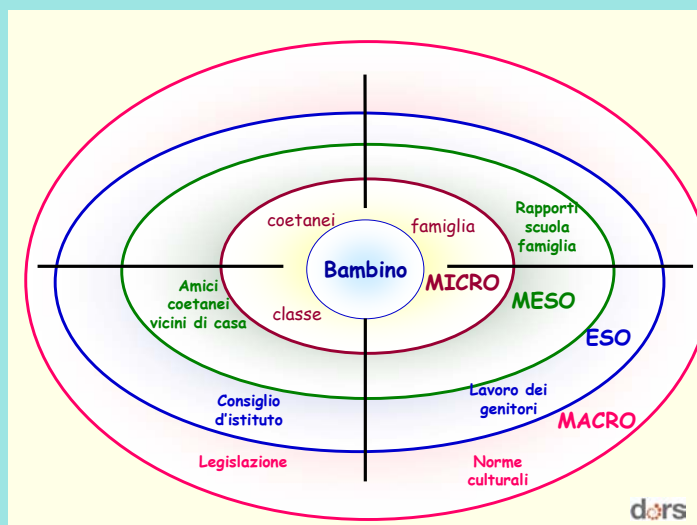 coetanei
famiglia
Rapporti
scuola
famiglia
Bambino
MICRO
MESO
Amici
coetanei
vicini di casa
classe
ESO
Consiglio
d'istituto
Lavoro dei
genitori
MACRO
Legislazione
Norme
culturali
dors